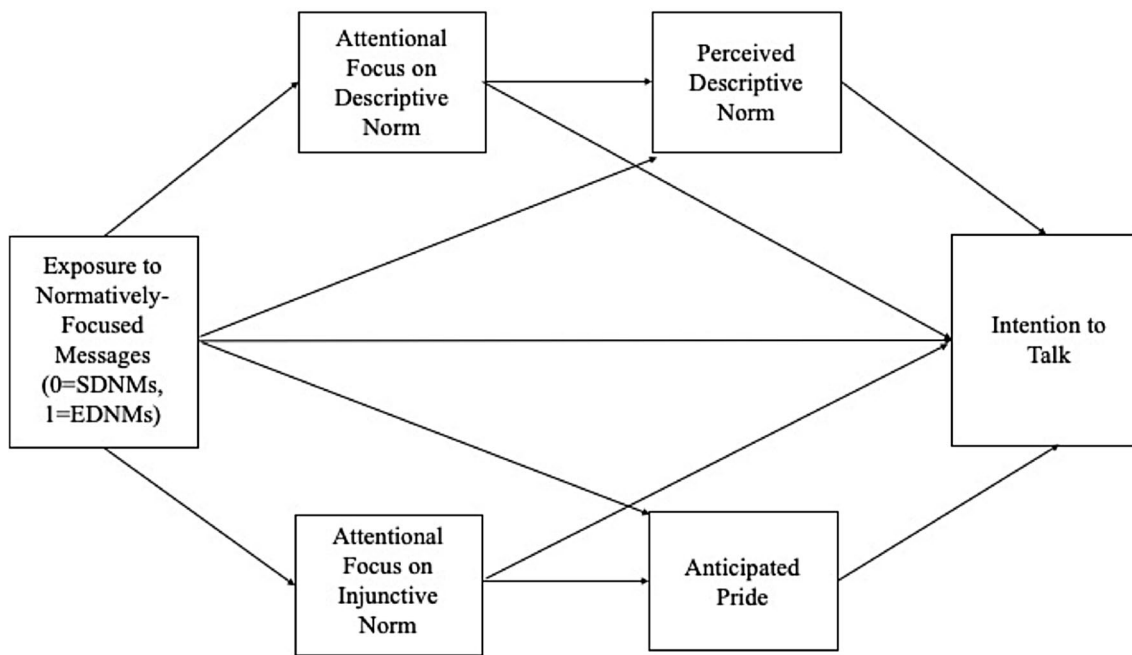 Attentional
Focus on
Descriptive
Norm
Perceived
Descriptive
Norm
Exposure to
Normatively-
Focused
Messages
(0=SDNMs,
1=EDNMs)
Intention to
Talk
Attentional
Focus on
Injunctive
Norm
Anticipated
Pride